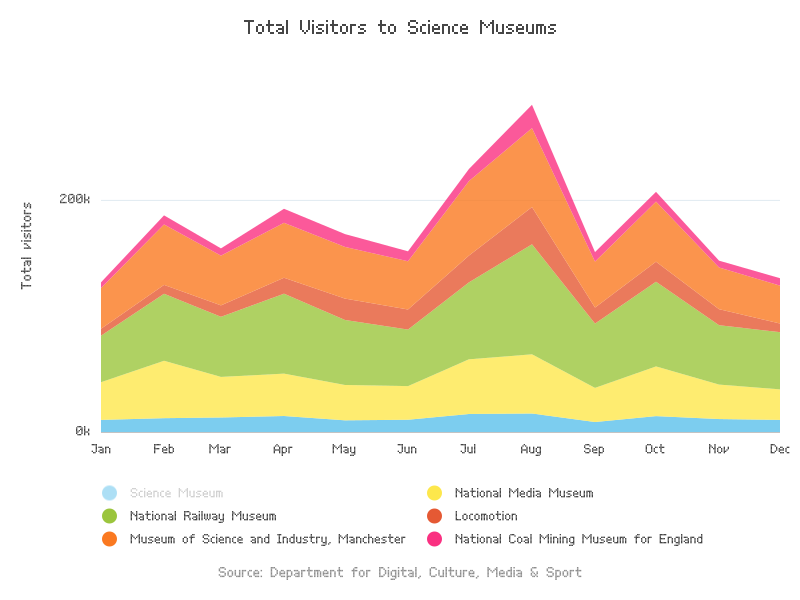 Total Visitors to Science Museums
Total visitors
200k
0k
Jan Feb Mar Apr May Jun Jul Aug Sep Oct Nov Dec
Science Museum
National Media Museum
National Railway Museum
Locomotion
Museum of Science and Industry, Manchester
National Coal Mining Museum for England
Source: Department for Digital, Culture, Media & Sport